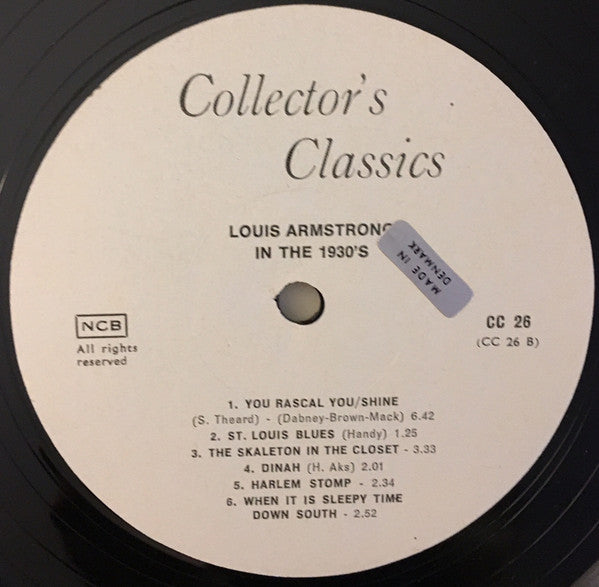 Collector's
Classics
LOUIS ARMSTRONG
IN THE 1930'S
MADE IN
DENMARK
NCB
All rights
reserved
CC 26
(CC 26 B)
1. YOU RASCAL YOU/SHINE
(S. Theard) - (Dabney-Brown-Mack) 6.42
2. ST. LOUIS BLUES (Handy) 1.25
3. THE SKALETON IN THE CLOSET - 3.33
4. DINAH (H. Aks) 2.01
5. HARLEM STOMP - 2.34
6. WHEN IT IS SLEEPY TIME
DOWN SOUTH - 2.52